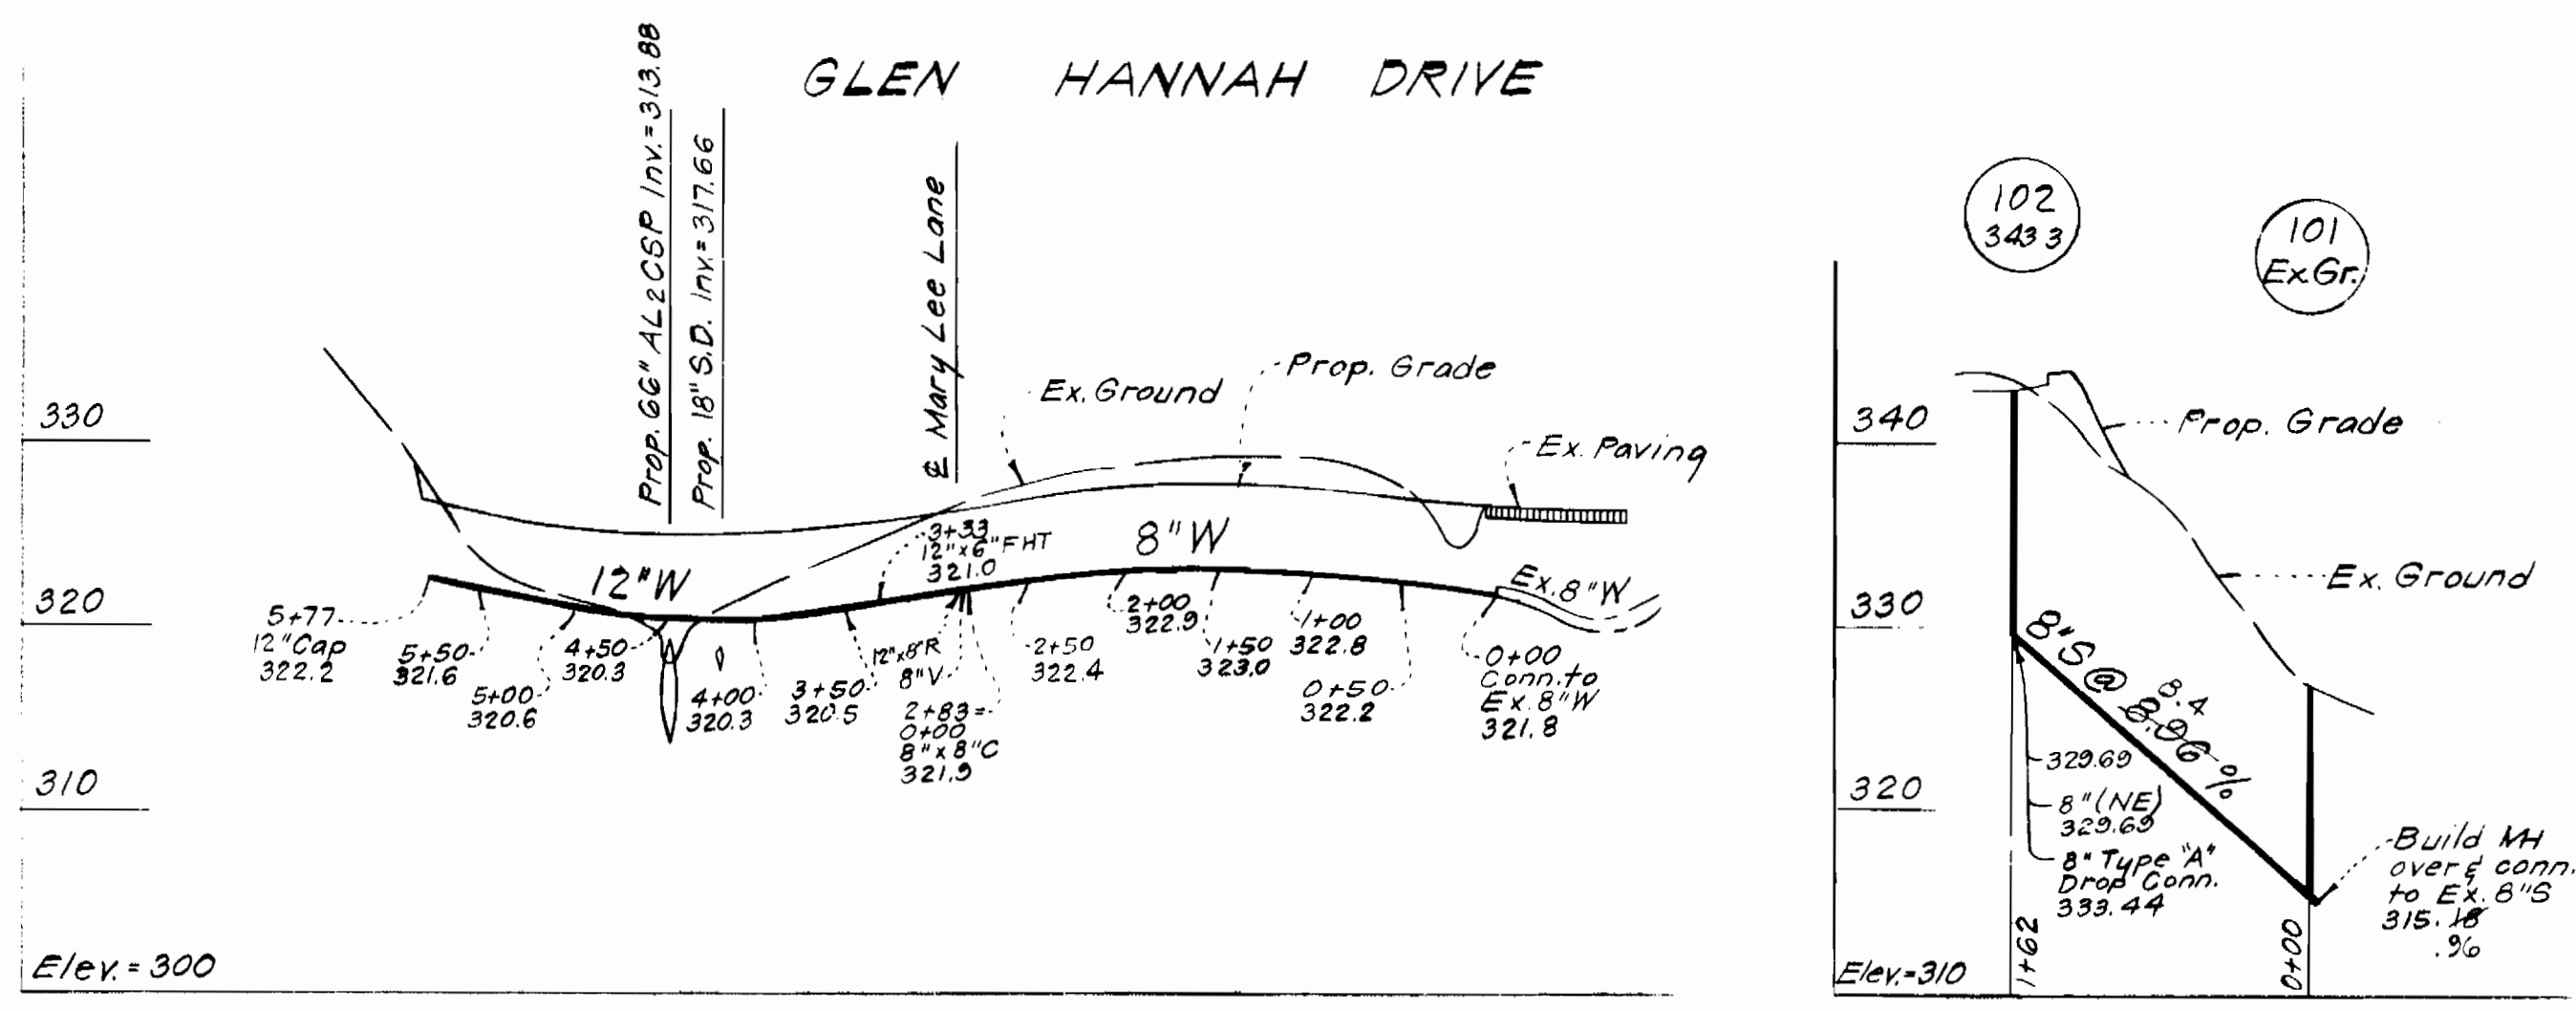 GLEN HANNAH DRIVE
Prop. 66" AL2CSP Inv.=313.88
Prop. 18" S.D. Inv.=317.66
℄ Mary Lee Lane
Ex. Ground
Prop. Grade
Ex. Paving
330
320
310
Elev.=300
12"W
8"W
Ex. 8"W
5+77
12"Cap
322.2
5+50
321.6
5+00
320.6
4+50
320.3
4+00
320.3
3+50
320.5
3+33
12"x6"FHT
321.0
12"x8"R
8"V
2+83=
0+00
8"x8"C
321.9
2+50
322.4
2+00
322.9
1+50
323.0
1+00
322.8
0+50
322.2
0+00
Conn. to
Ex. 8"W
321.8
102
343 3
101
Ex Gr.
340
330
320
Elev.=310
Prop. Grade
Ex. Ground
8"S @ 8.96 %
8.4
329.69
8"(NE)
329.69
8" Type "A"
Drop Conn.
333.44
Build MH
over & conn.
to Ex. 8"S
315.18
.96
1+62
0+00